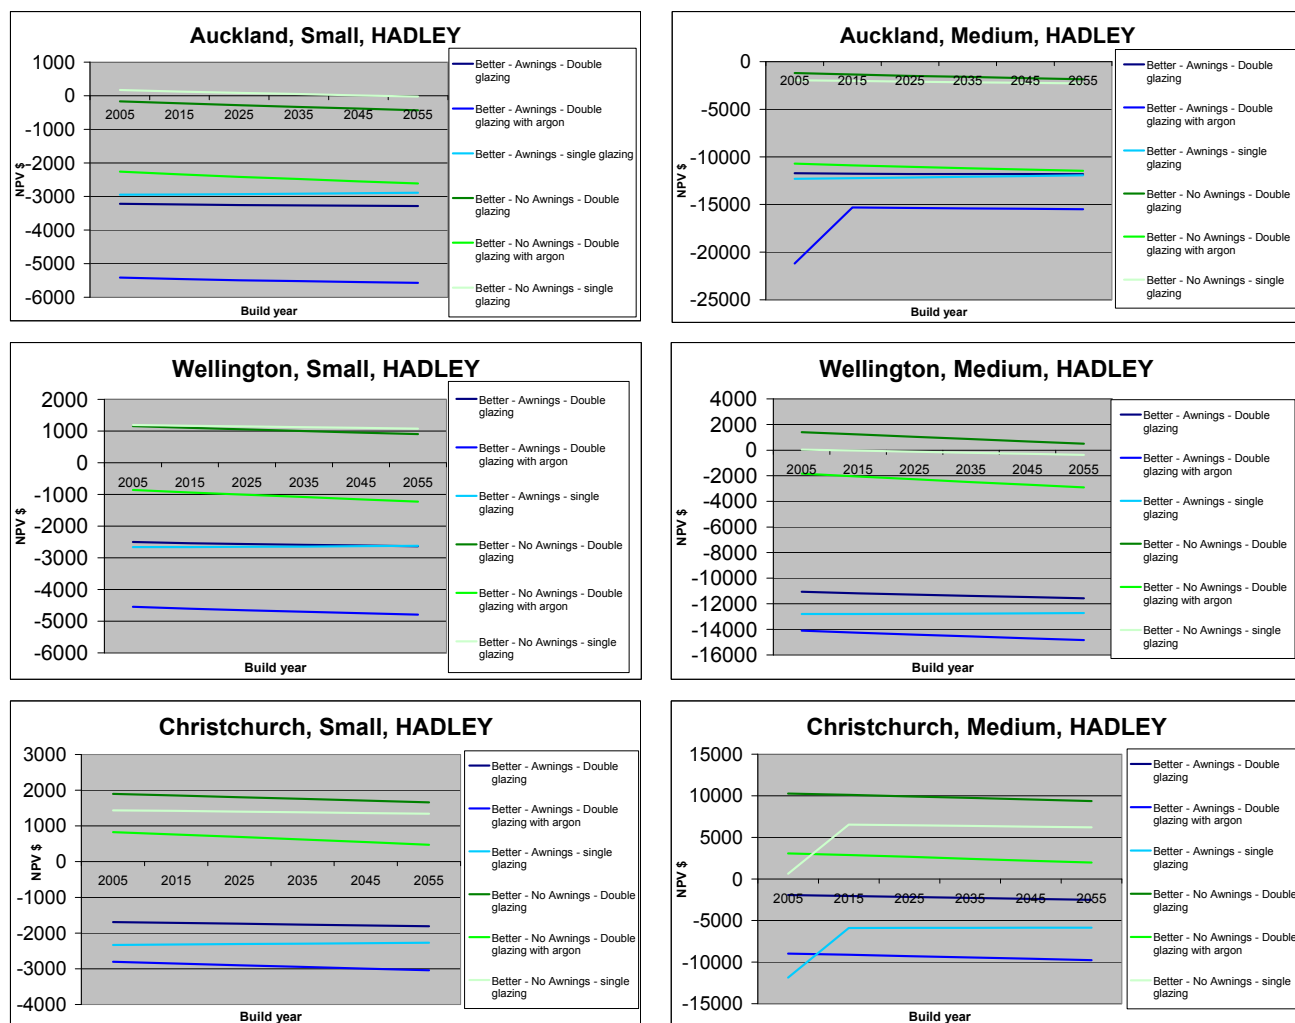 Auckland, Small, HADLEY
1000
0
-1000
-2000
-3000
-4000
-5000
-6000
NPV $
2005 2015 2025 2035 2045 2055
Build year
Better - Awnings - Double
glazing
Better - Awnings - Double
glazing with argon
Better - Awnings - single glazing
Better - No Awnings - Double
glazing
Better - No Awnings - Double
glazing with argon
Better - No Awnings - single
glazing
Auckland, Medium, HADLEY
0
-5000
-10000
-15000
-20000
-25000
NPV $
2005 2015 2025 2035 2045 2055
Build year
Better - Awnings - Double
glazing
Better - Awnings - Double
glazing with argon
Better - Awnings - single
glazing
Better - No Awnings - Double
glazing
Better - No Awnings - Double
glazing with argon
Better - No Awnings - single
glazing
Wellington, Small, HADLEY
2000
1000
0
-1000
-2000
-3000
-4000
-5000
-6000
NPV $
2005 2015 2025 2035 2045 2055
Build year
Better - Awnings - Double
glazing
Better - Awnings - Double
glazing with argon
Better - Awnings - single
glazing
Better - No Awnings - Double
glazing
Better - No Awnings - Double
glazing with argon
Better - No Awnings - single
glazing
Wellington, Medium, HADLEY
4000
2000
0
-2000
-4000
-6000
-8000
-10000
-12000
-14000
-16000
NPV $
2005 2015 2025 2035 2045 2055
Build year
Better - Awnings - Double
glazing
Better - Awnings - Double
glazing with argon
Better - Awnings - single
glazing
Better - No Awnings - Double
glazing
Better - No Awnings - Double
glazing with argon
Better - No Awnings - single
glazing
Christchurch, Small, HADLEY
3000
2000
1000
0
-1000
-2000
-3000
-4000
NPV $
2005 2015 2025 2035 2045 2055
Build year
Better - Awnings - Double
glazing
Better - Awnings - Double
glazing with argon
Better - Awnings - single
glazing
Better - No Awnings - Double
glazing
Better - No Awnings - Double
glazing with argon
Better - No Awnings - single
glazing
Christchurch, Medium, HADLEY
15000
10000
5000
0
-5000
-10000
-15000
NPV $
2005 2015 2025 2035 2045 2055
Build year
Better - Awnings - Double
glazing
Better - Awnings - Double
glazing with argon
Better - Awnings - single
glazing
Better - No Awnings - Double
glazing
Better - No Awnings - Double
glazing with argon
Better - No Awnings - single
glazing